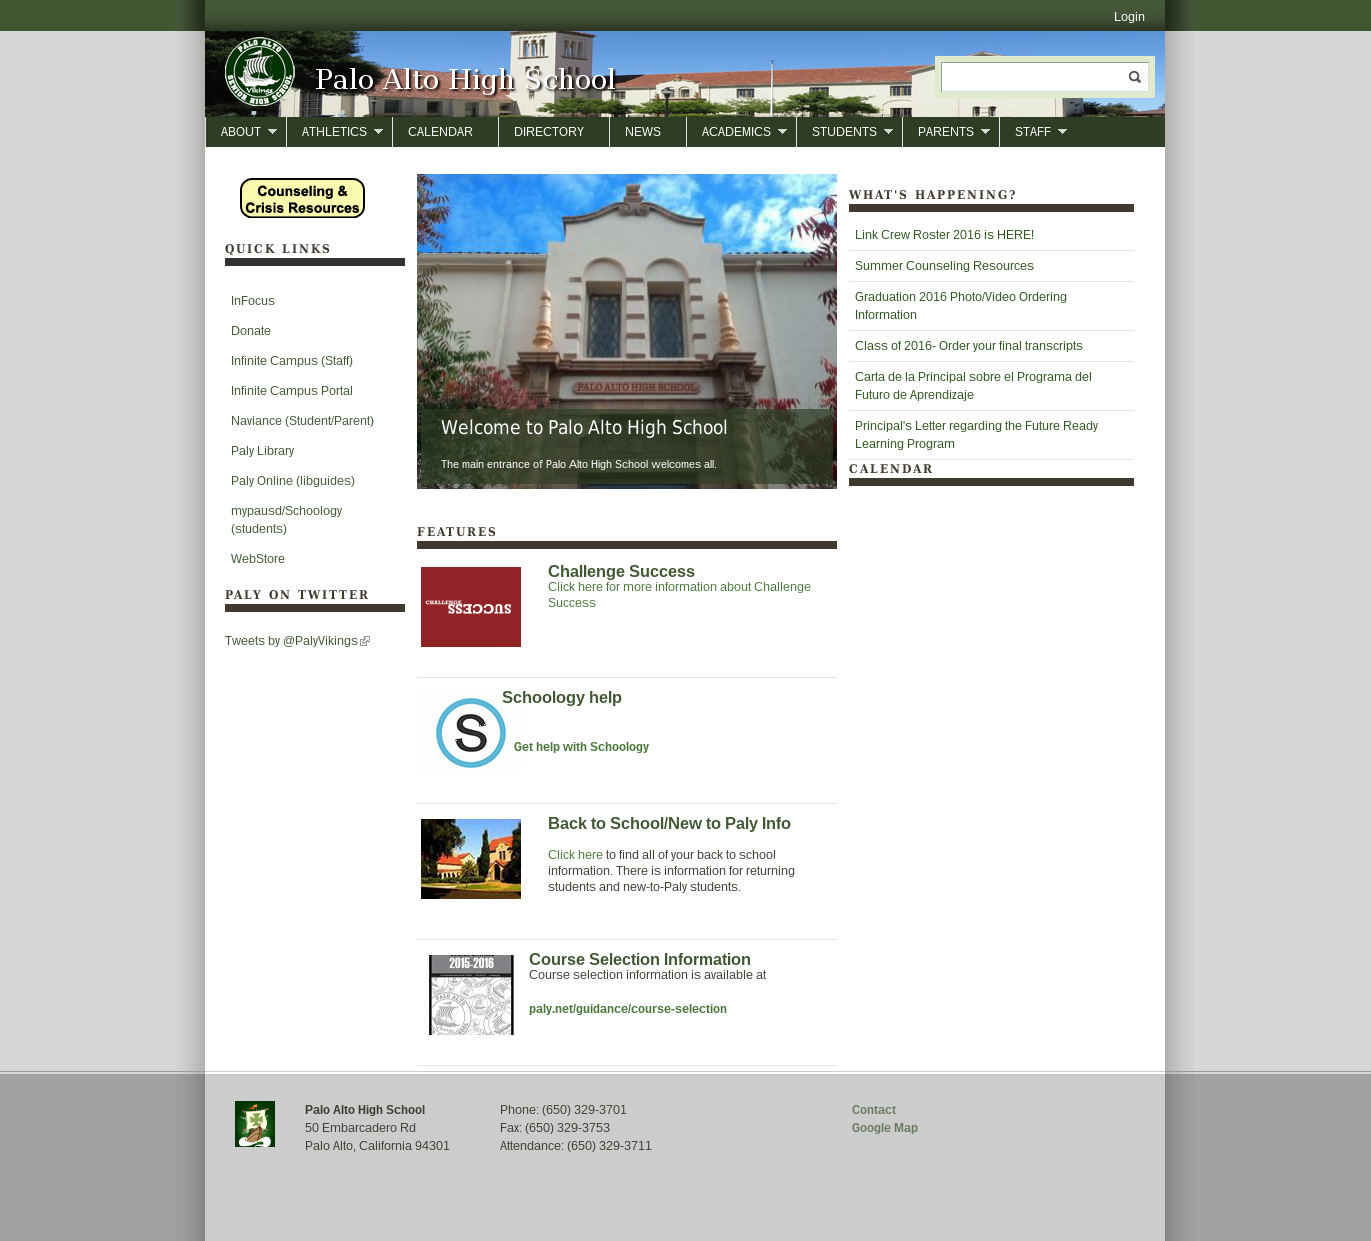 Login
PALO ALTO
Vikings
SENIOR HIGH SCHOOL
Palo Alto High School
ABOUT
ATHLETICS
CALENDAR
DIRECTORY
NEWS
ACADEMICS
STUDENTS
PARENTS
STAFF
Counseling &
Crisis Resources
QUICK LINKS
InFocus
Donate
Infinite Campus (Staff)
Infinite Campus Portal
Naviance (Student/Parent)
Paly Library
Paly Online (libguides)
mypausd/Schoology
(students)
WebStore
PALY ON TWITTER
Tweets by @PalyVikings
PALO ALTO HIGH SCHOOL
Welcome to Palo Alto High School
The main entrance of Palo Alto High School welcomes all.
FEATURES
CHALLENGE
SUCCESS
Challenge Success
Click here for more information about Challenge
Success
S
Schoology help
Get help with Schoology
Back to School/New to Paly Info
Click here to find all of your back to school
information. There is information for returning
students and new-to-Paly students.
2015-2016
Course Selection Information
Course selection information is available at
paly.net/guidance/course-selection
WHAT'S HAPPENING?
Link Crew Roster 2016 is HERE!
Summer Counseling Resources
Graduation 2016 Photo/Video Ordering
Information
Class of 2016- Order your final transcripts
Carta de la Principal sobre el Programa del
Futuro de Aprendizaje
Principal's Letter regarding the Future Ready
Learning Program
CALENDAR
Palo Alto High School
50 Embarcadero Rd
Palo Alto, California 94301
Phone: (650) 329-3701
Fax: (650) 329-3753
Attendance: (650) 329-3711
Contact
Google Map